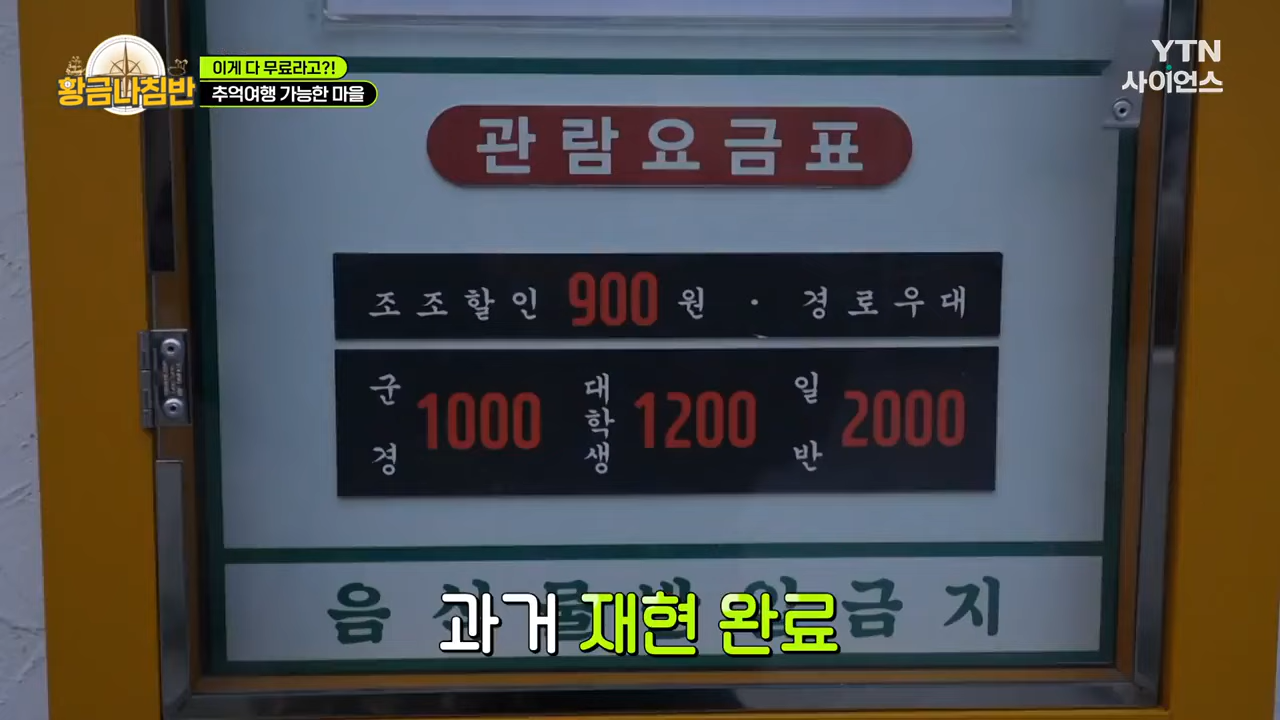 이게 다 무료라고?!
황금나침반
추억여행 가능한 마을
YTN
사이언스
관람요금표
조조할인 900원 · 경로우대
군경 1000 대학생 1200 일반 2000
음 금지
과거 재현 완료